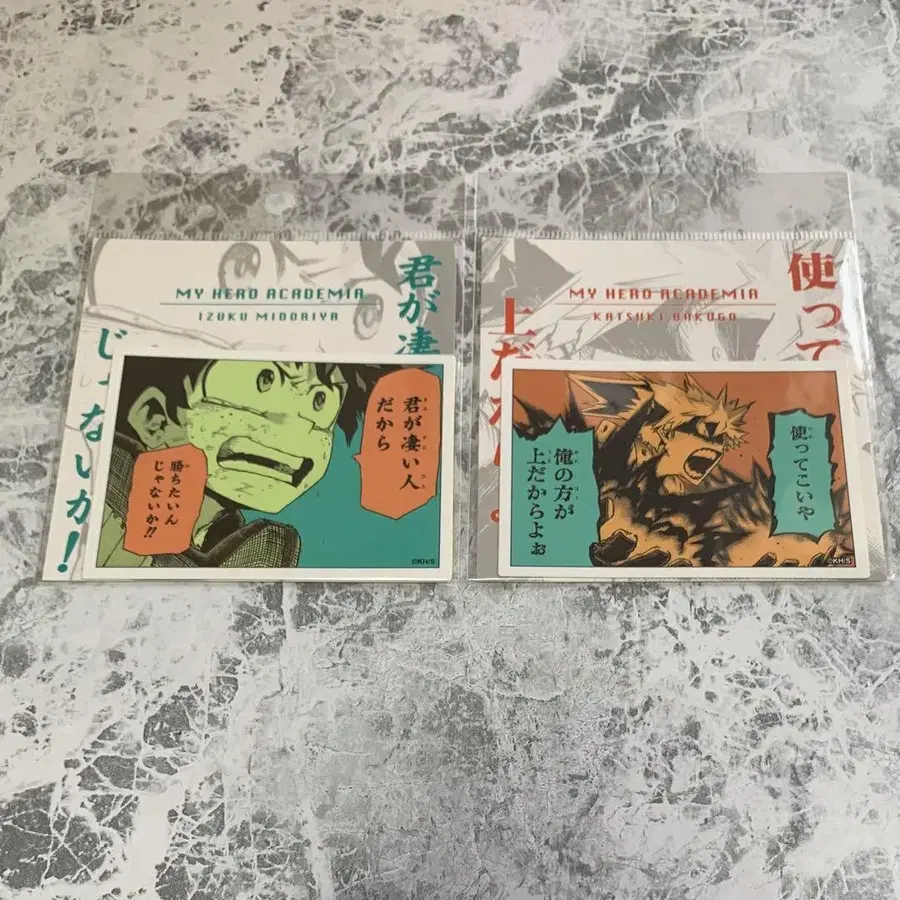 MY HERO ACADEMIA
IZUKU MIDORIYA
君が凄
じゃないか!
君が凄い人
だから
勝ちたいん
じゃないか!!
©KH/S
MY HERO ACADEMIA
KATSUKI BAKUGO
使って
上だ
使ってこいや
俺の方が
上だからよぉ
©KH/S